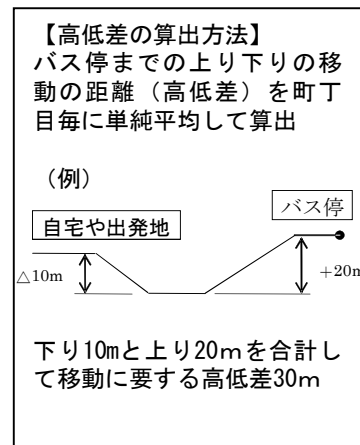 【高低差の算出方法】
バス停までの上り下りの移
動の距離（高低差）を町丁
目毎に単純平均して算出
（例）
バス停
自宅や出発地
△10m
+20m
下り10mと上り20mを合計し
て移動に要する高低差30m